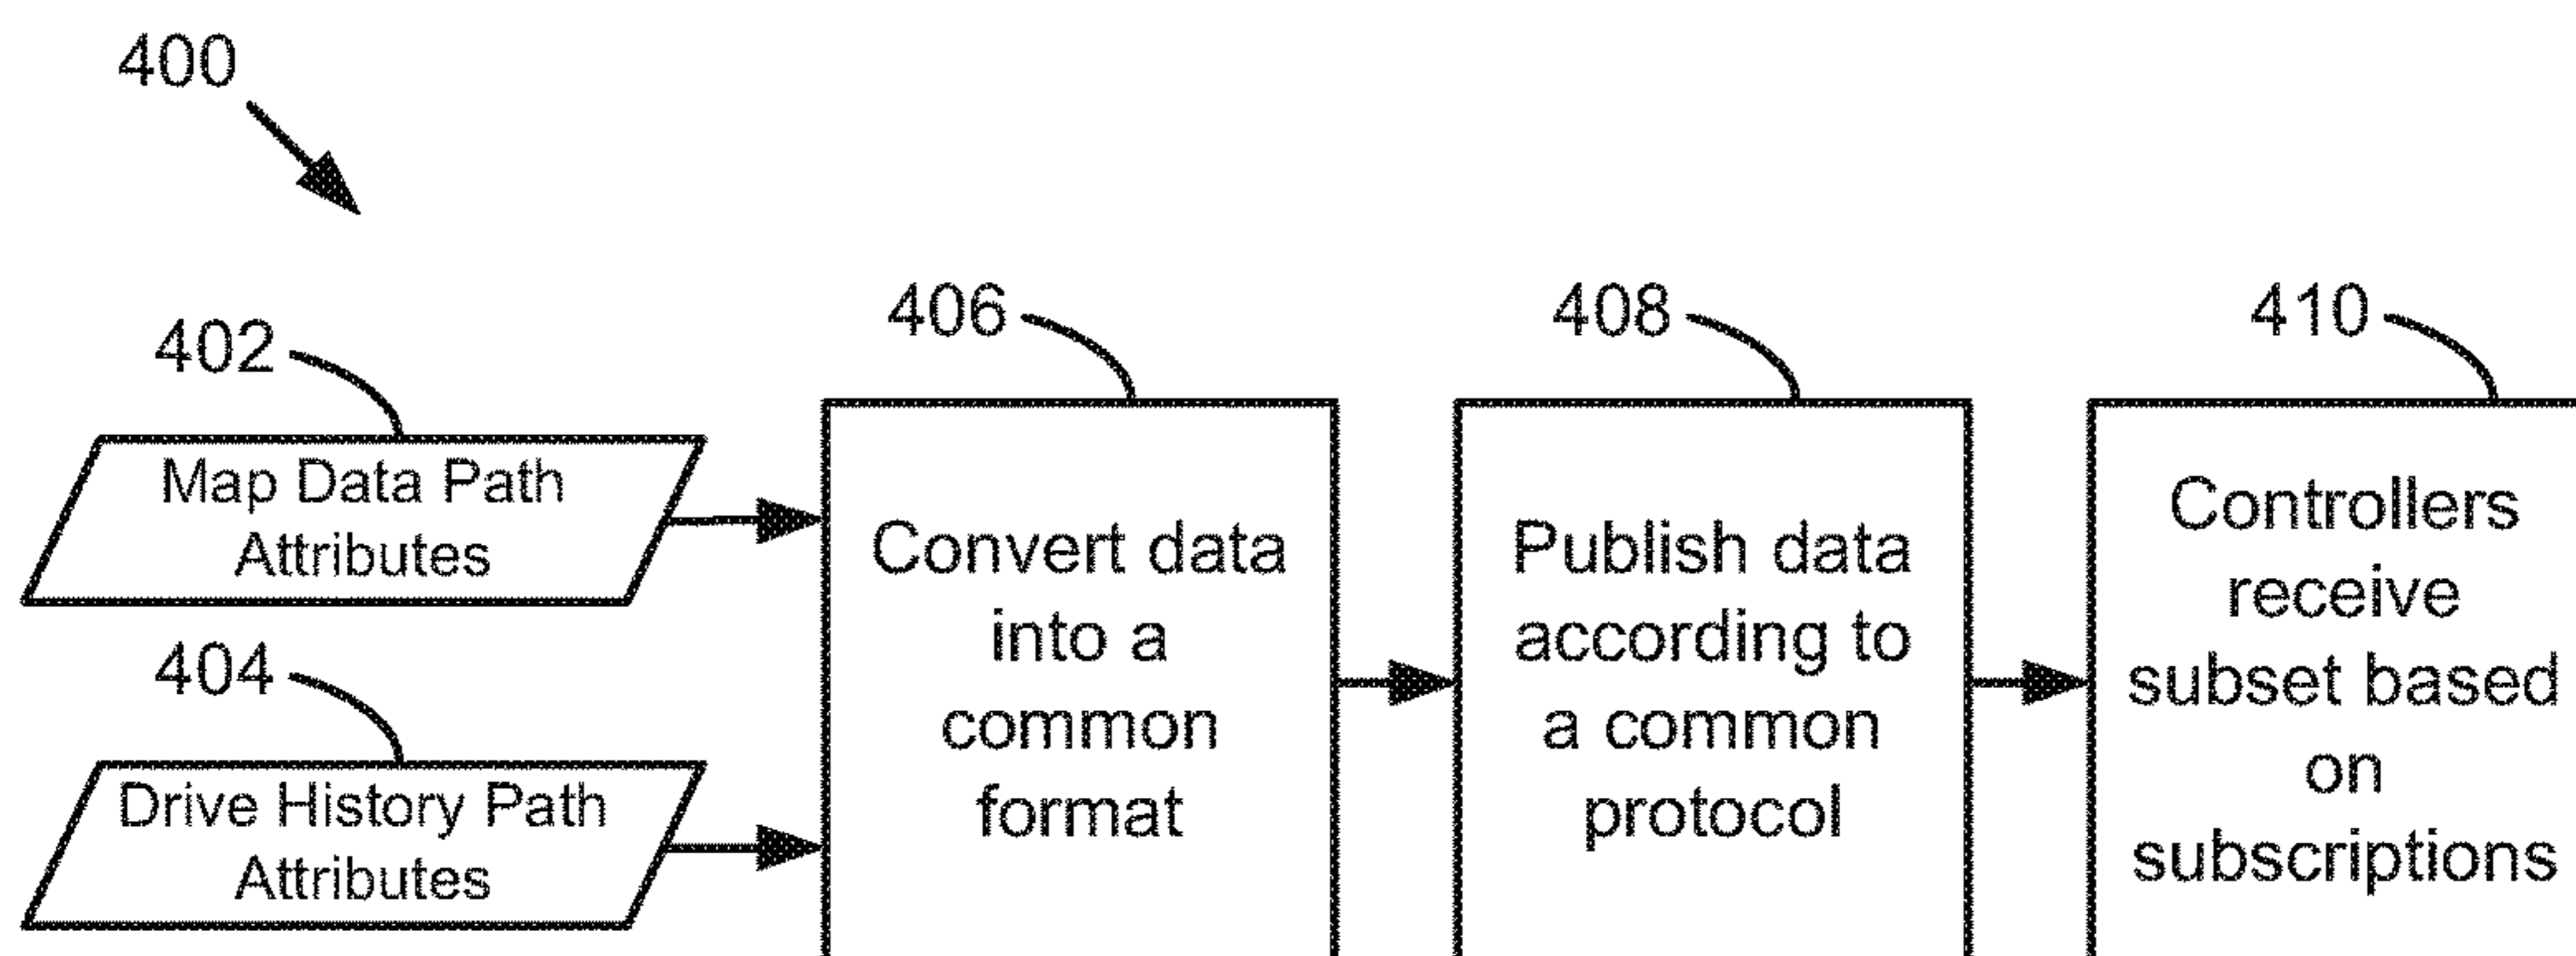 400
402
Map Data Path
Attributes
404
Drive History Path
Attributes
406
Convert data
into a
common
format
408
Publish data
according to
a common
protocol
410
Controllers
receive
subset based
on
subscriptions